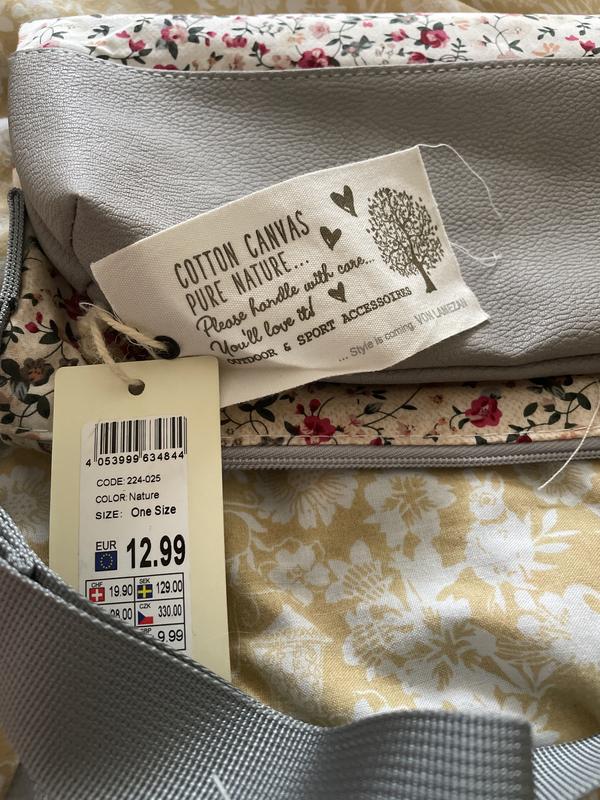 COTTON CANVAS
PURE NATURE...
Please handle with care...
You'll love it!
OUTDOOR & SPORT ACCESSOIRES
... Style is coming. VON LAMEZAN
4 053999 634844
CODE: 224-025
COLOR: Nature
SIZE: One Size
EUR 12.99
CHF 19.90 SEK 129.00
98.00 CZK 330.00
9.99